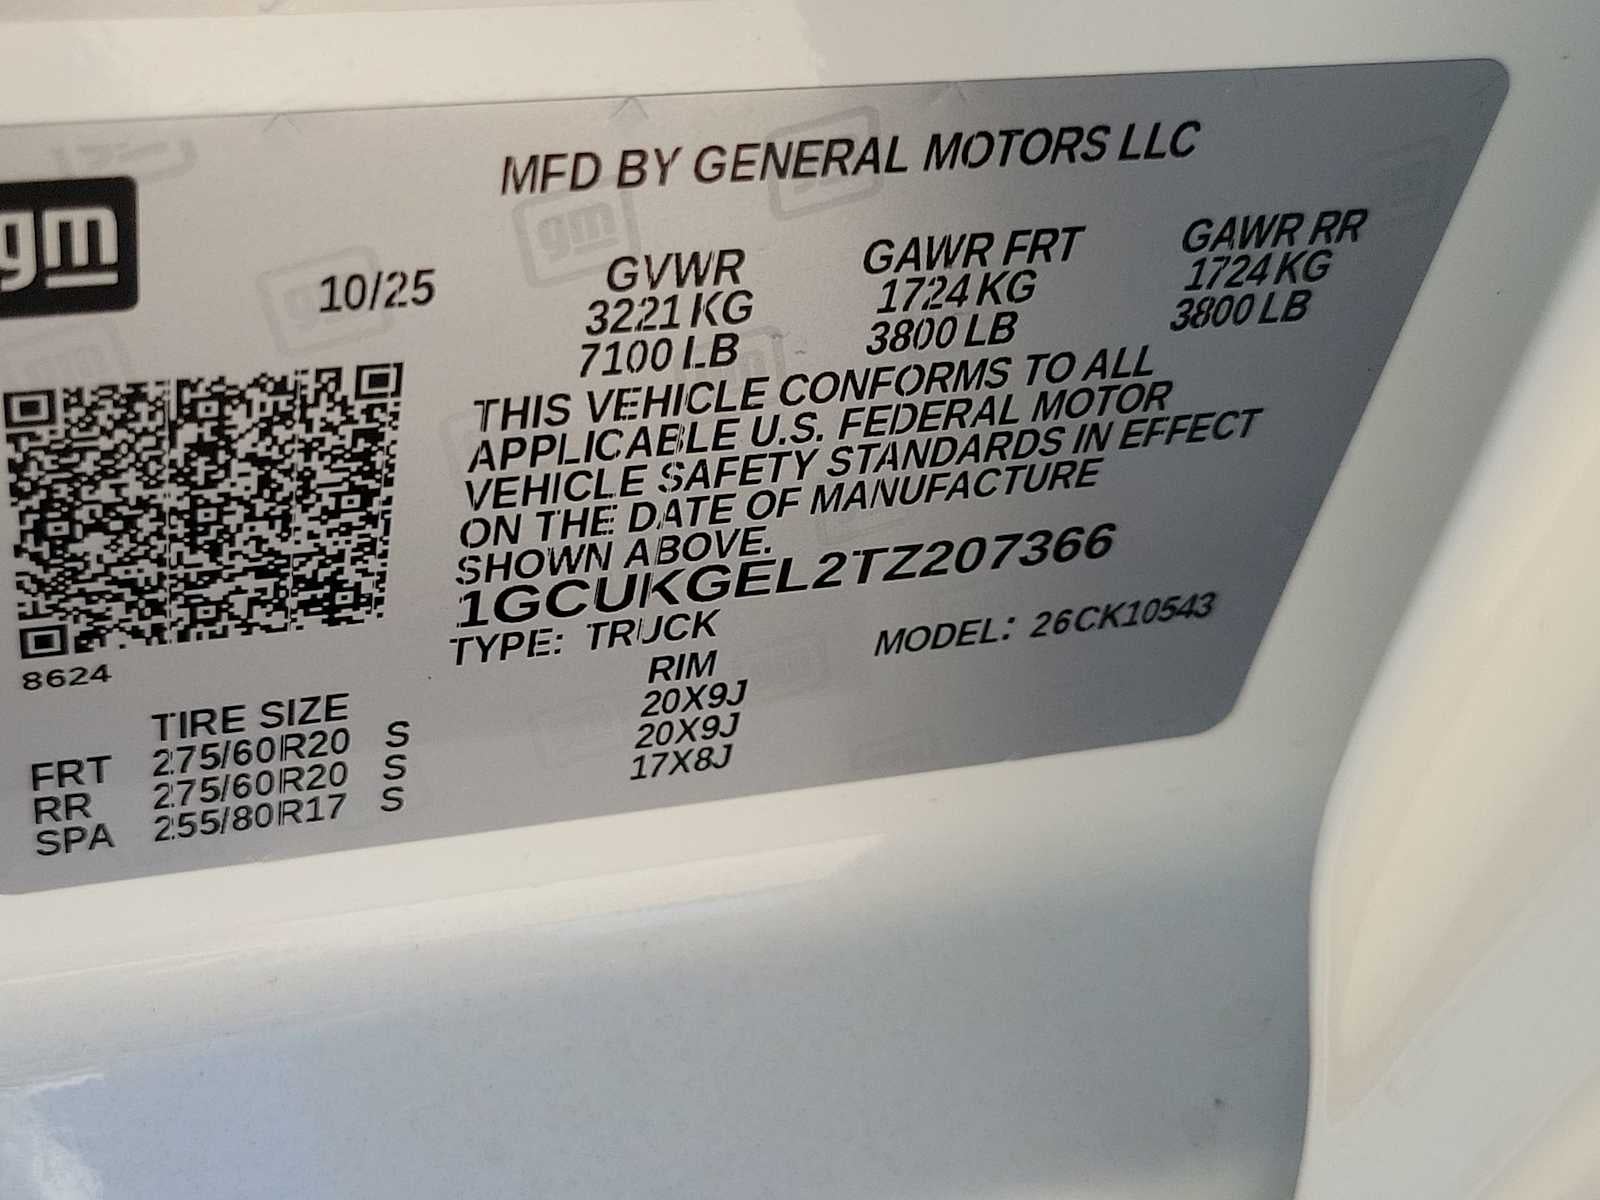 MFD BY GENERAL MOTORS LLC
gm
10/25
GVWR GAWR FRT GAWR RR
3221 KG 1724 KG 1724 KG
7100 LB 3800 LB 3800 LB
THIS VEHICLE CONFORMS TO ALL
APPLICABLE U.S. FEDERAL MOTOR
VEHICLE SAFETY STANDARDS IN EFFECT
ON THE DATE OF MANUFACTURE
SHOWN ABOVE.
1GCUKGEL2TZ207366
TYPE: TRUCK MODEL: 26CK10543
8624
TIRE SIZE RIM
FRT 275/60R20 S 20X9J
RR 275/60R20 S 20X9J
SPA 255/80R17 S 17X8J